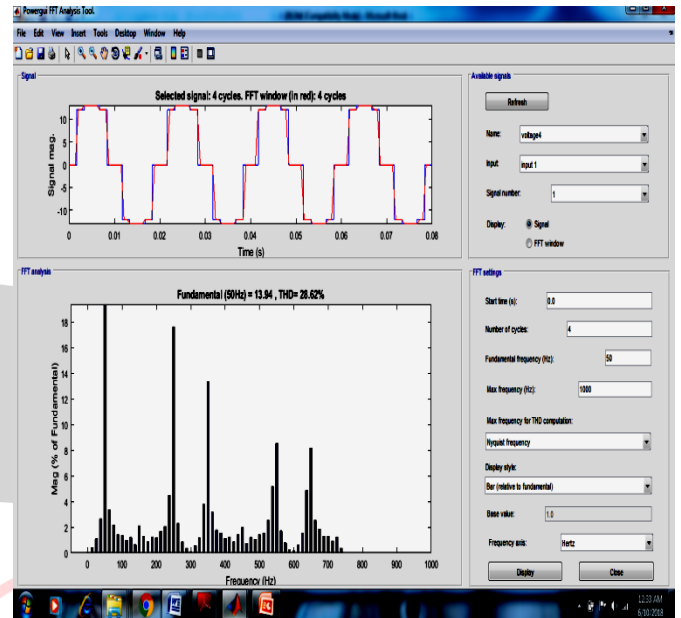 Powergui FFT Analysis Tool.
File Edit View Insert Tools Desktop Window Help
Signal
Selected signal: 4 cycles. FFT window (in red): 4 cycles
Signal mag.
10
5
0
-5
-10
0 0.01 0.02 0.03 0.04 0.05 0.06 0.07 0.08
Time (s)
FFT analysis
Fundamental (50Hz) = 13.94 , THD= 28.62%
Mag (% of Fundamental)
18
16
14
12
10
8
6
4
2
0
0 100 200 300 400 500 600 700 800 900 1000
Frequency (Hz)
Available signals
Refresh
Name: voltage4
Input: input 1
Signal number: 1
Display: Signal
FFT window
FFT settings
Start time (s): 0.0
Number of cycles: 4
Fundamental frequency (Hz): 50
Max frequency (Hz): 1000
Max frequency for THD computation:
Nyquist frequency
Display style:
Bar (relative to fundamental)
Base value: 1.0
Frequency axis: Hertz
Display Close
12:53 AM
6/10/2018